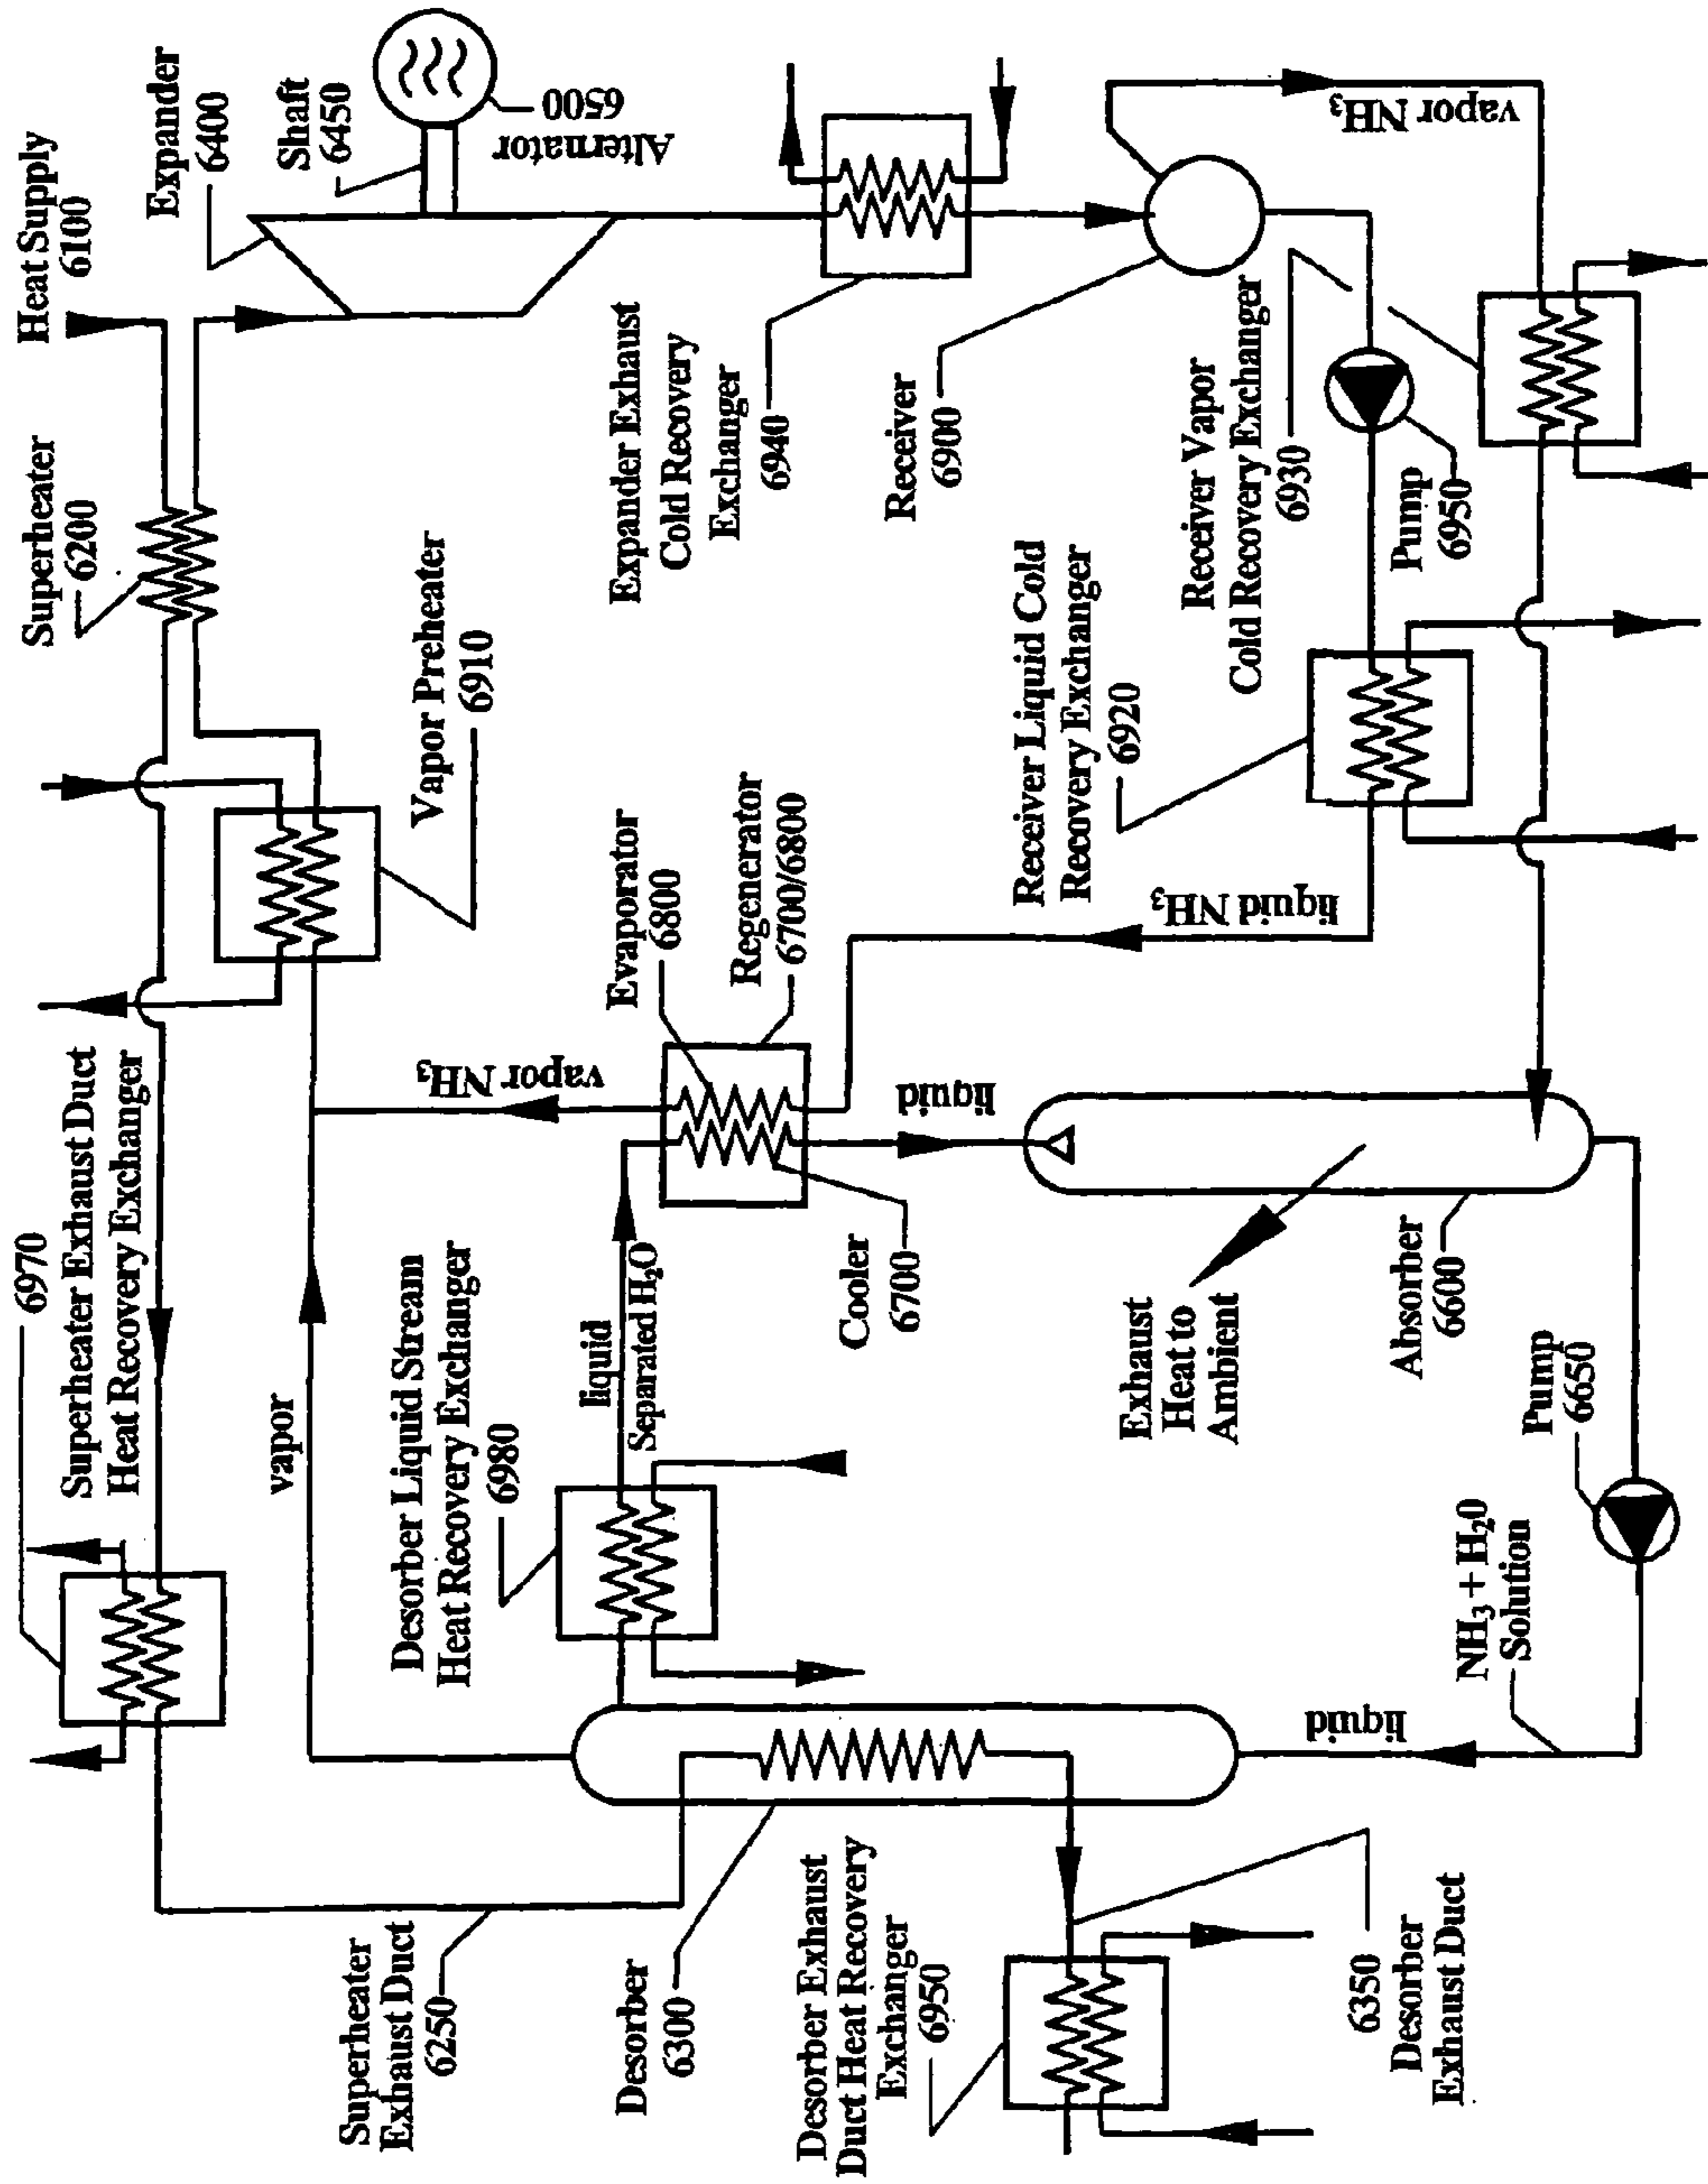 Heat Supply
6100
Superheater
6200
Expander
6400
Shaft
6450
Alternator
6500
6970
Superheater Exhaust Duct
Heat Recovery Exchanger
Vapor Preheater
6910
vapor
Superheater
Exhaust Duct
6250
Desorber Liquid Stream
Heat Recovery Exchanger
6980
liquid
Separated H₂O
vapor NH₃
Evaporator
6800
Regenerator
6700/6800
Expander Exhaust
Cold Recovery
Exchanger
6940
Desorber
6300
Cooler
6700
liquid
Receiver
6900
Desorber Exhaust
Duct Heat Recovery
Exchanger
6950
Exhaust
Heat to
Ambient
liquid NH₃
Receiver Liquid Cold
Recovery Exchanger
6920
Receiver Vapor
Cold Recovery Exchanger
6930
vapor NH₃
6350
Desorber
Exhaust Duct
liquid
NH₃ + H₂O
Solution
Absorber
6600
Pump
6650
Pump
6950